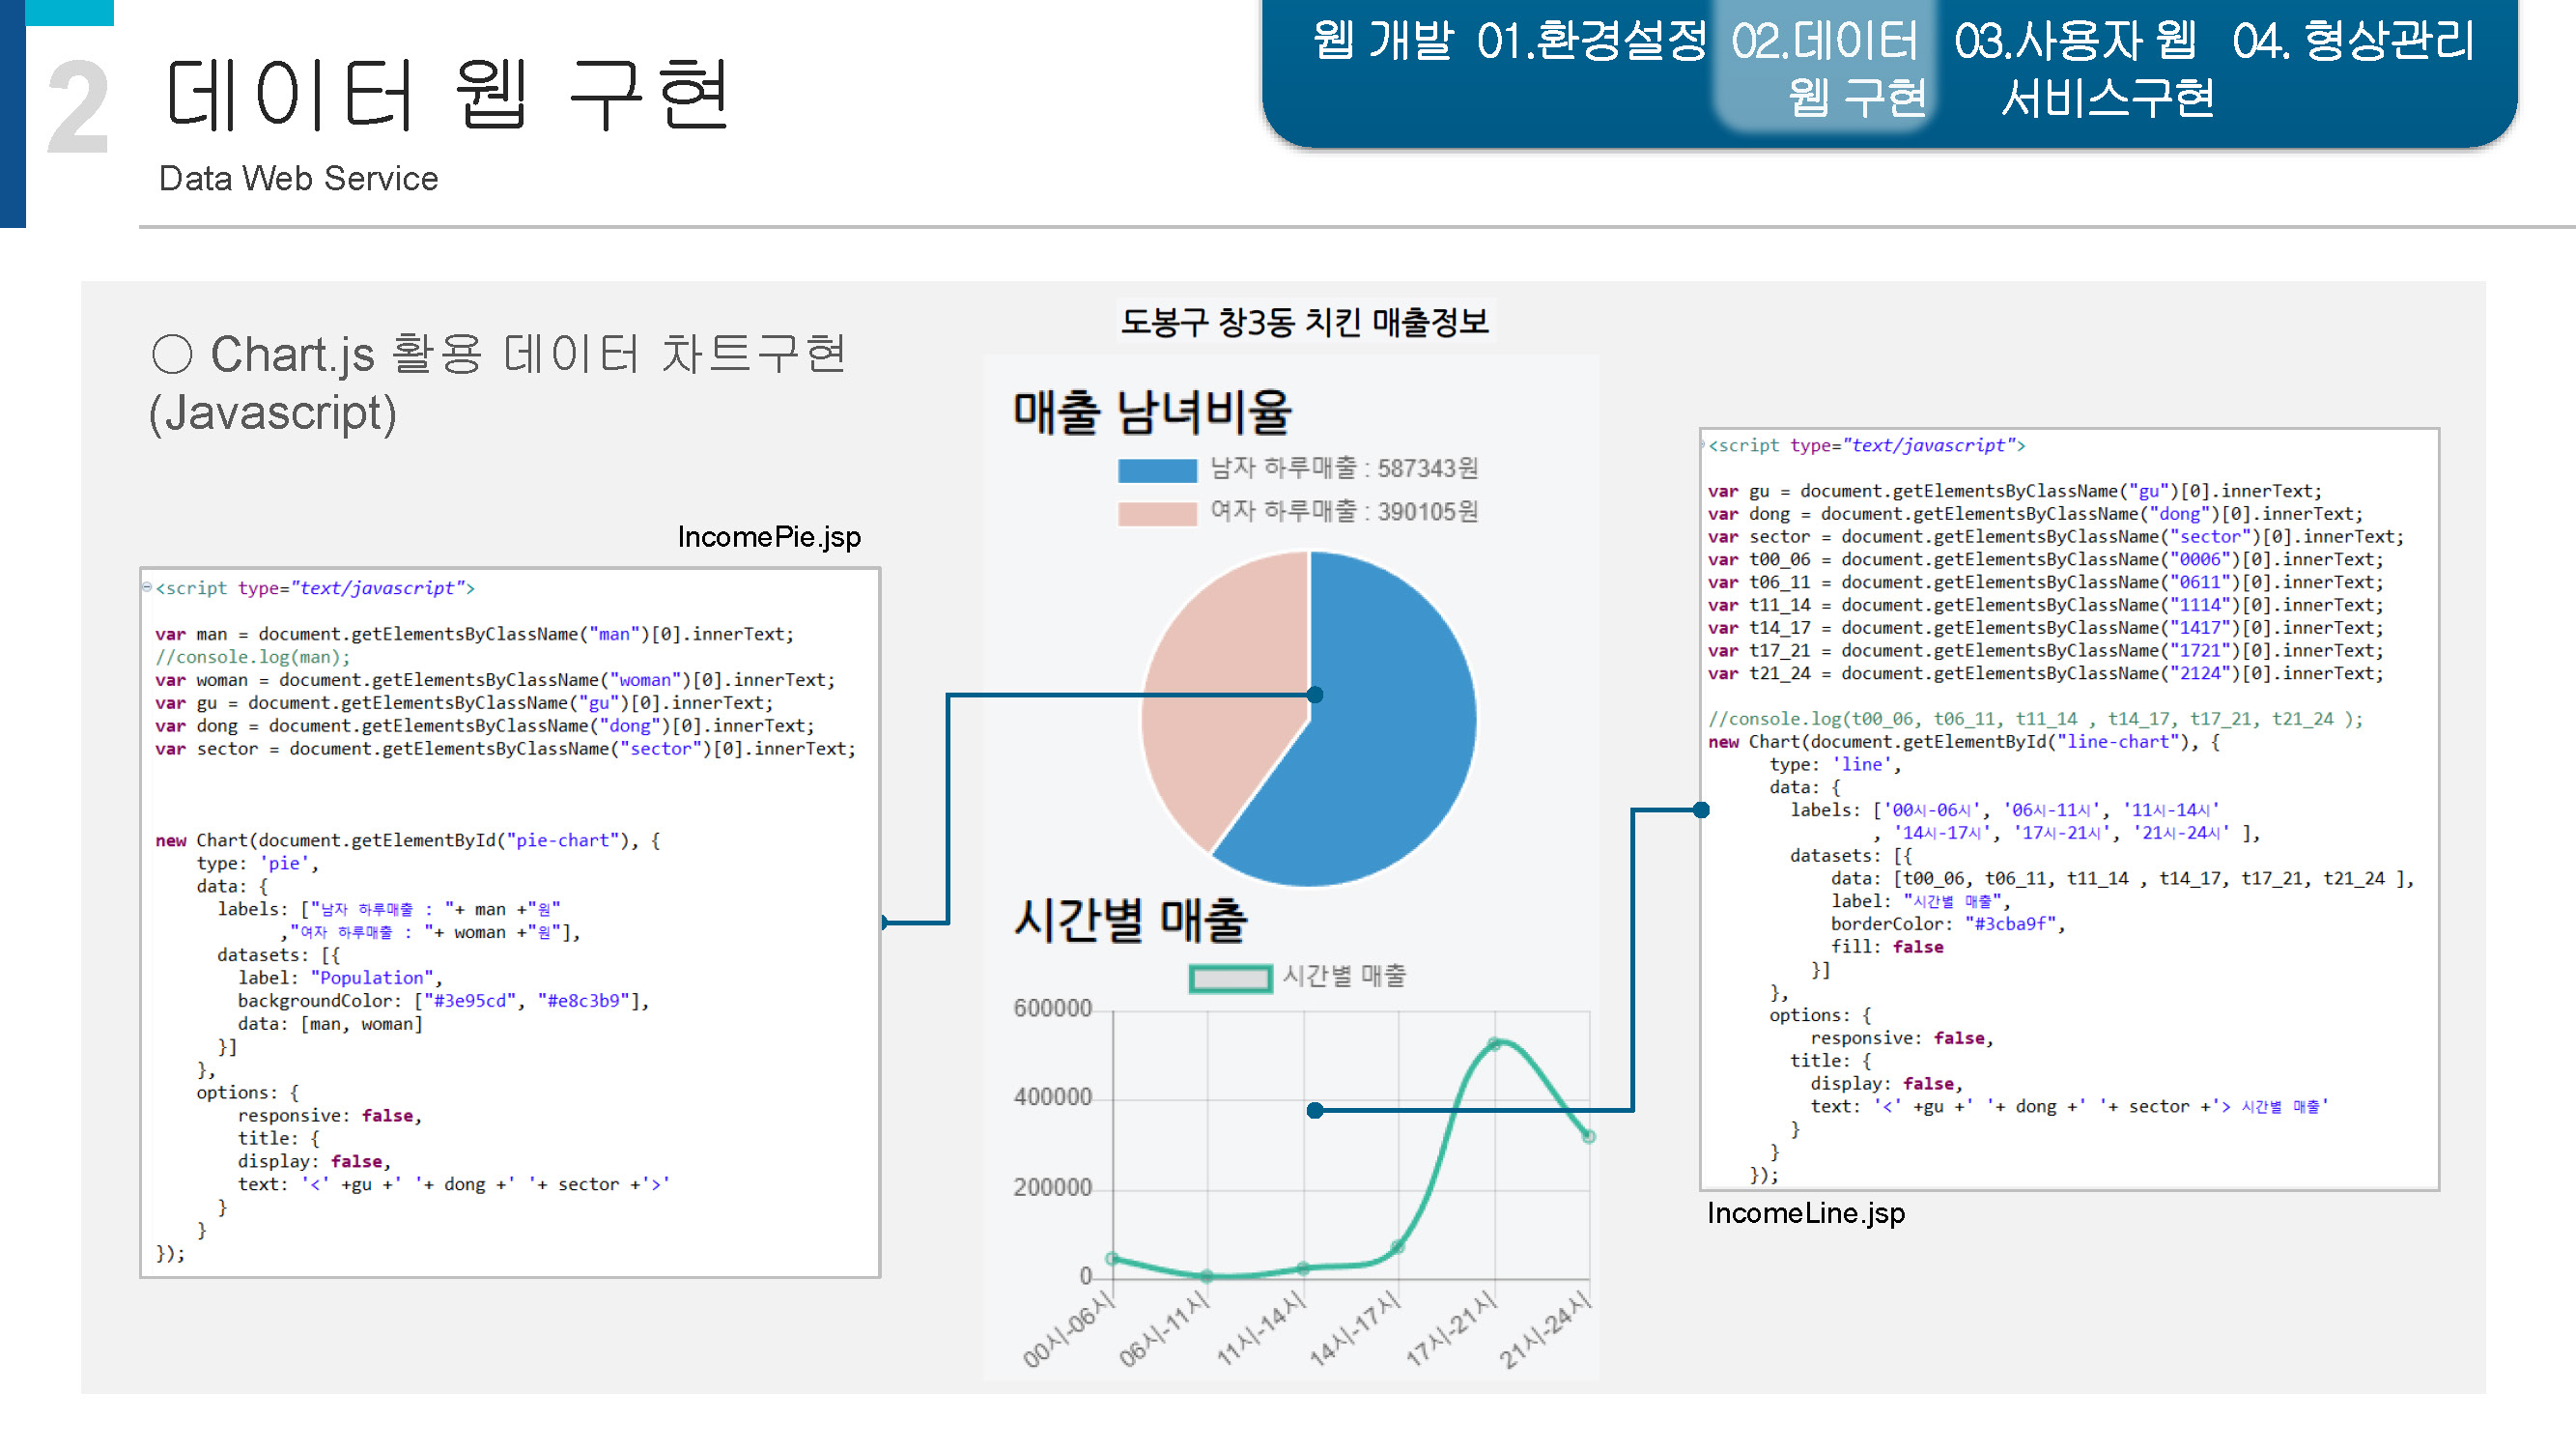 2
데이터 웹 구현
Data Web Service
웹 개발 01.환경설정 02.데이터 03.사용자 웹 04. 형상관리
웹 구현 서비스구현
○ Chart.js 활용 데이터 차트구현
(Javascript)
IncomePie.jsp
<script type="text/javascript">
var man = document.getElementsByClassName("man")[0].innerText;
//console.log(man);
var woman = document.getElementsByClassName("woman")[0].innerText;
var gu = document.getElementsByClassName("gu")[0].innerText;
var dong = document.getElementsByClassName("dong")[0].innerText;
var sector = document.getElementsByClassName("sector")[0].innerText;
new Chart(document.getElementById("pie-chart"), {
type: 'pie',
data: {
labels: ["남자 하루매출 : "+ man +"원"
,"여자 하루매출 : "+ woman +"원"],
datasets: [{
label: "Population",
backgroundColor: ["#3e95cd", "#e8c3b9"],
data: [man, woman]
}]
},
options: {
responsive: false,
title: {
display: false,
text: '<' +gu +' '+ dong +' '+ sector +'>'
}
}
});
도봉구 창3동 치킨 매출정보
매출 남녀비율
남자 하루매출 : 587343원
여자 하루매출 : 390105원
시간별 매출
시간별 매출
600000
400000
200000
0
00시-06시
06시-11시
11시-14시
14시-17시
17시-21시
21시-24시
<script type="text/javascript">
var gu = document.getElementsByClassName("gu")[0].innerText;
var dong = document.getElementsByClassName("dong")[0].innerText;
var sector = document.getElementsByClassName("sector")[0].innerText;
var t00_06 = document.getElementsByClassName("0006")[0].innerText;
var t06_11 = document.getElementsByClassName("0611")[0].innerText;
var t11_14 = document.getElementsByClassName("1114")[0].innerText;
var t14_17 = document.getElementsByClassName("1417")[0].innerText;
var t17_21 = document.getElementsByClassName("1721")[0].innerText;
var t21_24 = document.getElementsByClassName("2124")[0].innerText;
//console.log(t00_06, t06_11, t11_14 , t14_17, t17_21, t21_24 );
new Chart(document.getElementById("line-chart"), {
type: 'line',
data: {
labels: ['00시-06시', '06시-11시', '11시-14시'
, '14시-17시', '17시-21시', '21시-24시' ],
datasets: [{
data: [t00_06, t06_11, t11_14 , t14_17, t17_21, t21_24 ],
label: "시간별 매출",
borderColor: "#3cba9f",
fill: false
}]
},
options: {
responsive: false,
title: {
display: false,
text: '<' +gu +' '+ dong +' '+ sector +'> 시간별 매출'
}
}
});
IncomeLine.jsp